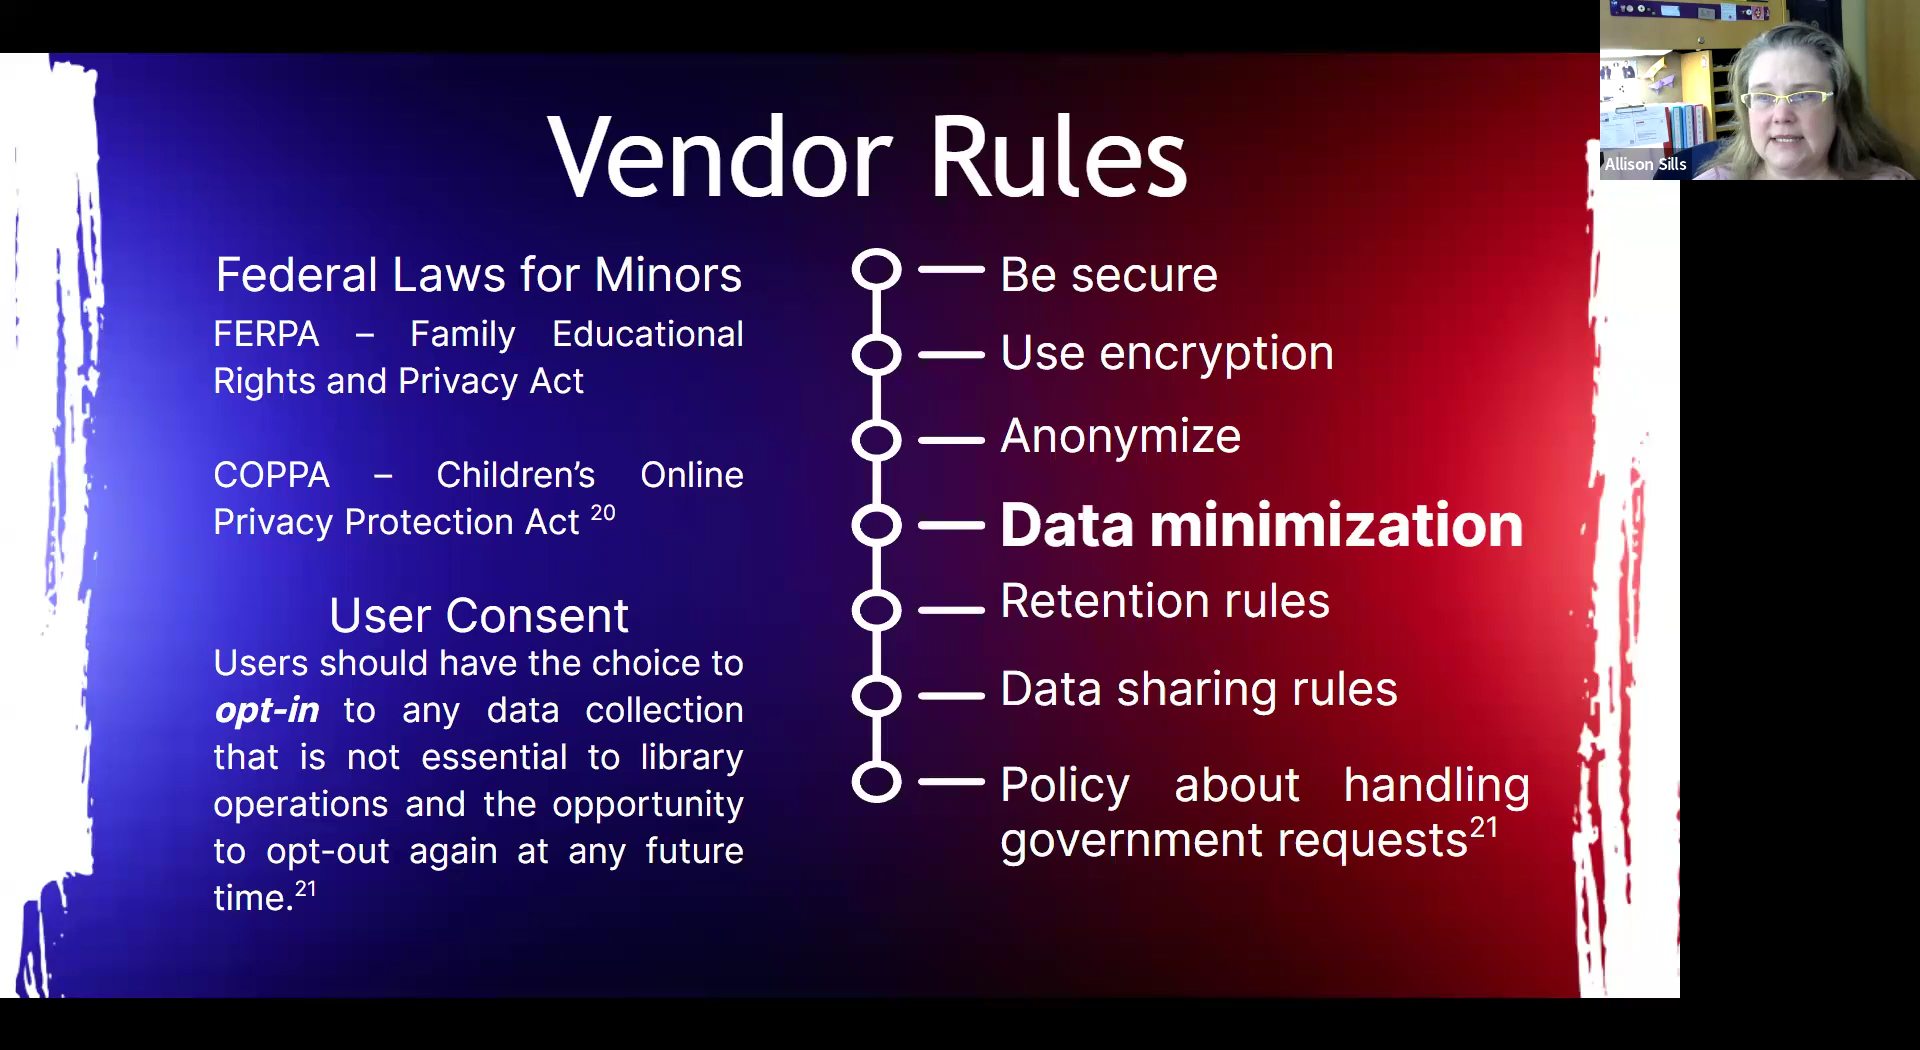 Vendor Rules
Federal Laws for Minors
FERPA – Family Educational
Rights and Privacy Act
COPPA – Children’s Online
Privacy Protection Act 20
User Consent
Users should have the choice to
opt-in to any data collection
that is not essential to library
operations and the opportunity
to opt-out again at any future
time.21
Be secure
Use encryption
Anonymize
Data minimization
Retention rules
Data sharing rules
Policy about handling
government requests21
Allison Sills